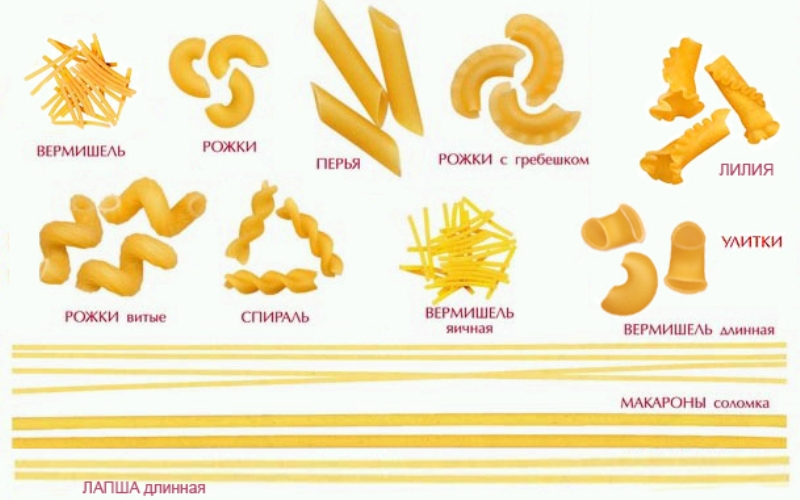 ВЕРМИШЕЛЬ
РОЖКИ
ПЕРЬЯ
РОЖКИ с гребешком
ЛИЛИЯ
РОЖКИ витые
СПИРАЛЬ
ВЕРМИШЕЛЬ
яичная
УЛИТКИ
ВЕРМИШЕЛЬ длинная
МАКАРОНЫ соломка
ЛАПША длинная